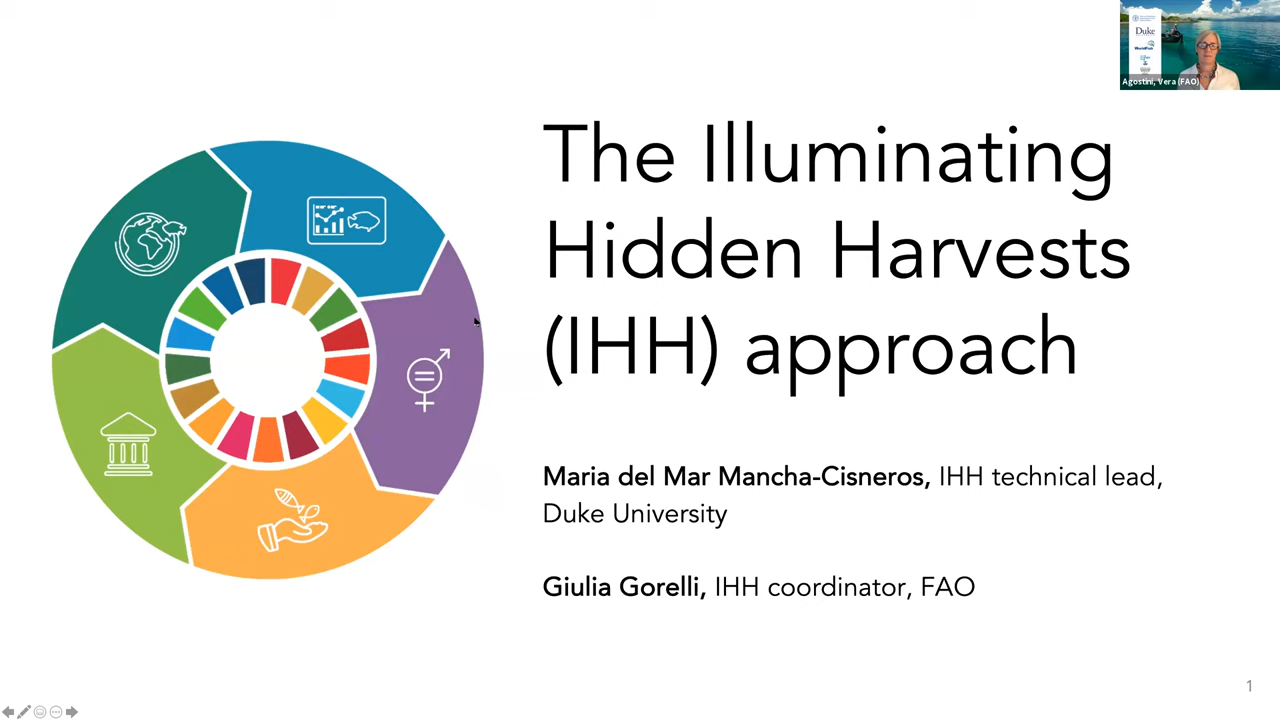 Duke
WorldFish
Agostini, Vera (FAO)
The Illuminating
Hidden Harvests
(IHH) approach
Maria del Mar Mancha-Cisneros, IHH technical lead,
Duke University
Giulia Gorelli, IHH coordinator, FAO
1